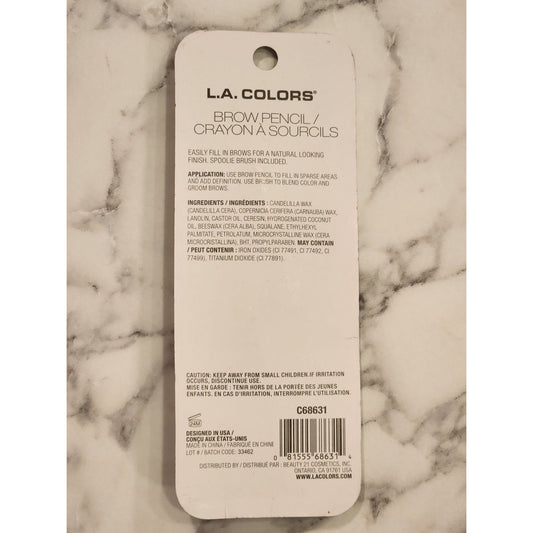 L.A. COLORS®
BROW PENCIL /
CRAYON À SOURCILS
EASILY FILL IN BROWS FOR A NATURAL LOOKING
FINISH. SPOOLIE BRUSH INCLUDED.
APPLICATION: USE BROW PENCIL TO FILL IN SPARSE AREAS
AND ADD DEFINITION. USE BRUSH TO BLEND COLOR AND
GROOM BROWS.
INGREDIENTS / INGRÉDIENTS : CANDELILLA WAX
(CANDELILLA CERA), COPERNICIA CERIFERA (CARNAUBA) WAX,
LANOLIN, CASTOR OIL, CERESIN, HYDROGENATED COCONUT
OIL, BEESWAX (CERA ALBA), SQUALANE, ETHYLHEXYL
PALMITATE, PETROLATUM, MICROCRYSTALLINE WAX (CERA
MICROCRISTALLINA), BHT, PROPYLPARABEN. MAY CONTAIN
/ PEUT CONTENIR : IRON OXIDES (CI 77491, CI 77492, CI
77499), TITANIUM DIOXIDE (CI 77891).
CAUTION: KEEP AWAY FROM SMALL CHILDREN.IF IRRITATION
OCCURS, DISCONTINUE USE.
MISE EN GARDE : TENIR HORS DE LA PORTÉE DES JEUNES
ENFANTS. EN CAS D'IRRITATION, INTERROMPRE L'UTILISATION.
C68631
24M
DESIGNED IN USA /
CONÇU AUX ÉTATS-UNIS
MADE IN CHINA / FABRIQUÉ EN CHINE
LOT # / BATCH CODE: 33462
0 81555 68631 4
DISTRIBUTED BY / DISTRIBUÉ PAR : BEAUTY 21 COSMETICS, INC.
ONTARIO, CA 91761 USA
WWW.LACOLORS.COM